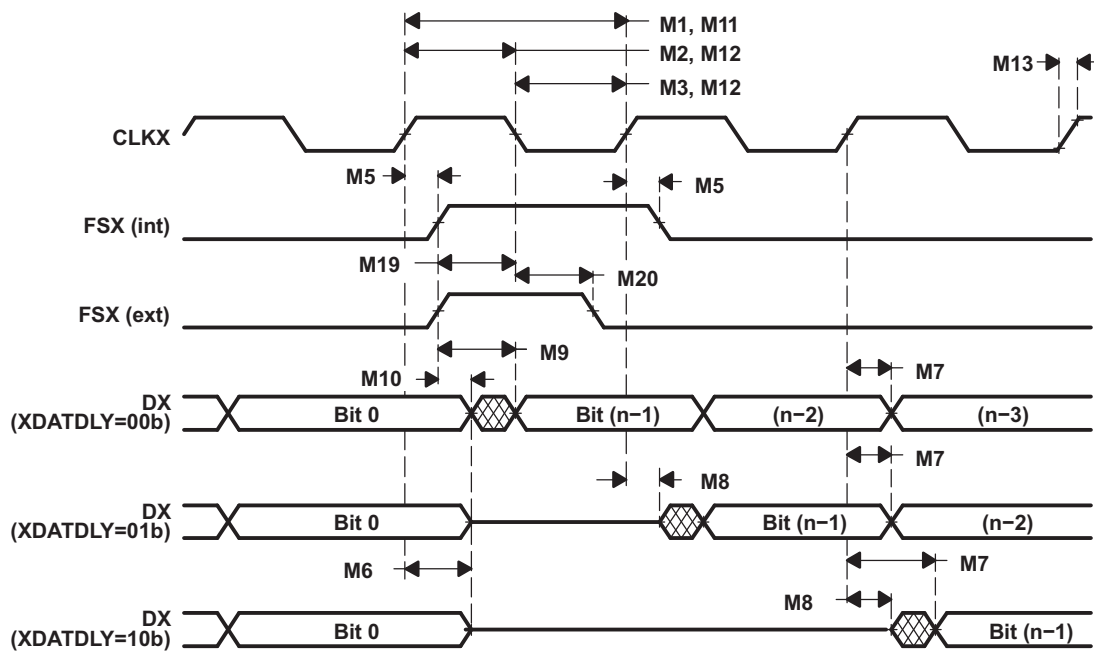 M1, M11
M2, M12
M13
M3, M12
CLKX
M5
M5
FSX (int)
M19
M20
FSX (ext)
M9
M10
M7
DX
(XDATDLY=00b)
Bit 0
Bit (n−1)
(n−2)
(n−3)
M7
M8
DX
(XDATDLY=01b)
Bit 0
Bit (n−1)
(n−2)
M6
M7
M8
DX
(XDATDLY=10b)
Bit 0
Bit (n−1)